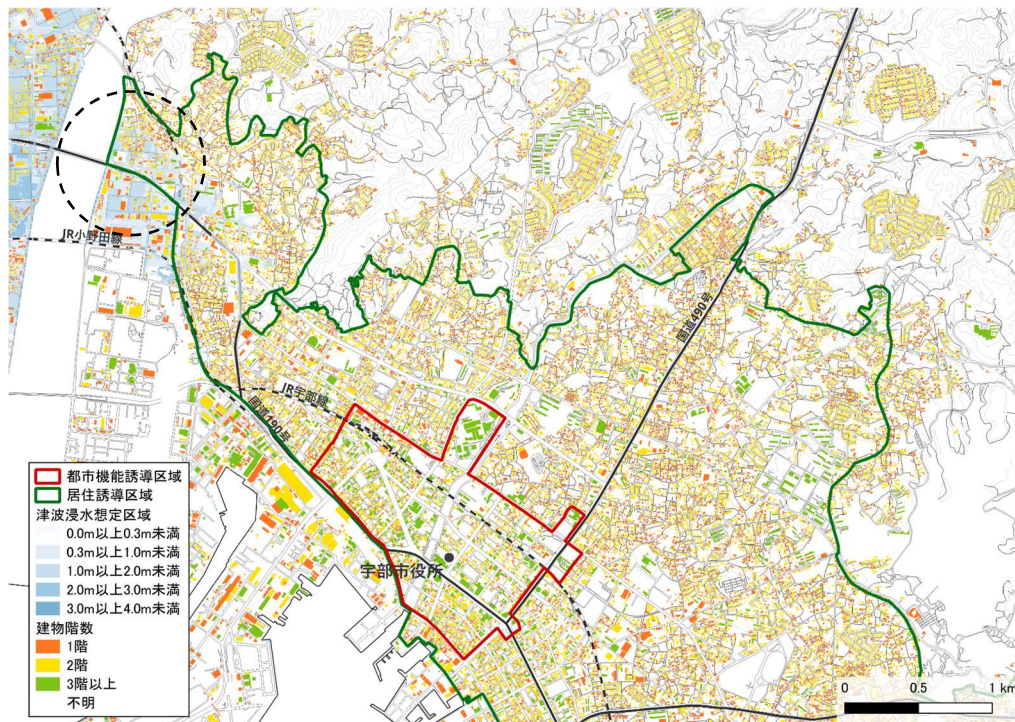 JR小野田線
国道490号
JR宇部線
国道190号
宇部市役所
都市機能誘導区域
居住誘導区域
津波浸水想定区域
0.0m以上0.3m未満
0.3m以上1.0m未満
1.0m以上2.0m未満
2.0m以上3.0m未満
3.0m以上4.0m未満
建物階数
1階
2階
3階以上
不明
0 0.5 1 km